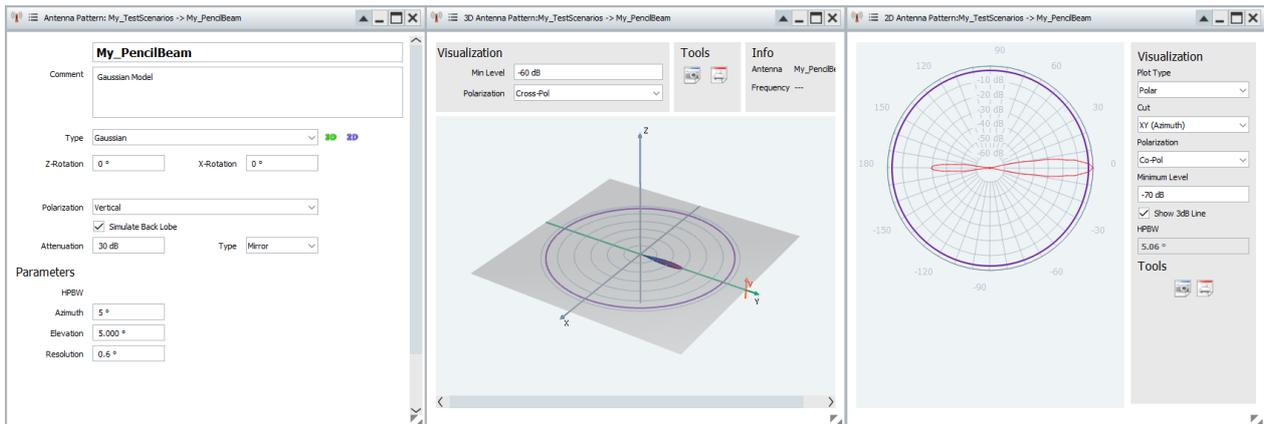 Antenna Pattern: My_TestScenarios -> My_PencilBeam
My_PencilBeam
Comment
Gaussian Model
Type
Gaussian
3D
2D
Z-Rotation
0 °
X-Rotation
0 °
Polarization
Vertical
Simulate Back Lobe
Attenuation
30 dB
Type
Mirror
Parameters
HPBW
Azimuth
5 °
Elevation
5.000 °
Resolution
0.6 °
3D Antenna Pattern:My_TestScenarios -> My_PencilBeam
Visualization
Min Level
-60 dB
Polarization
Cross-Pol
Tools
Info
Antenna My_PencilBe
Frequency ---
Z
V
Y
X
2D Antenna Pattern:My_TestScenarios -> My_PencilBeam
90
120
60
-10 dB
-20 dB
150
30
-30 dB
-40 dB
-50 dB
-60 dB
180
0
-150
-30
-120
-60
-90
Visualization
Plot Type
Polar
Cut
XY (Azimuth)
Polarization
Co-Pol
Minimum Level
-70 dB
Show 3dB Line
HPBW
5.06 °
Tools